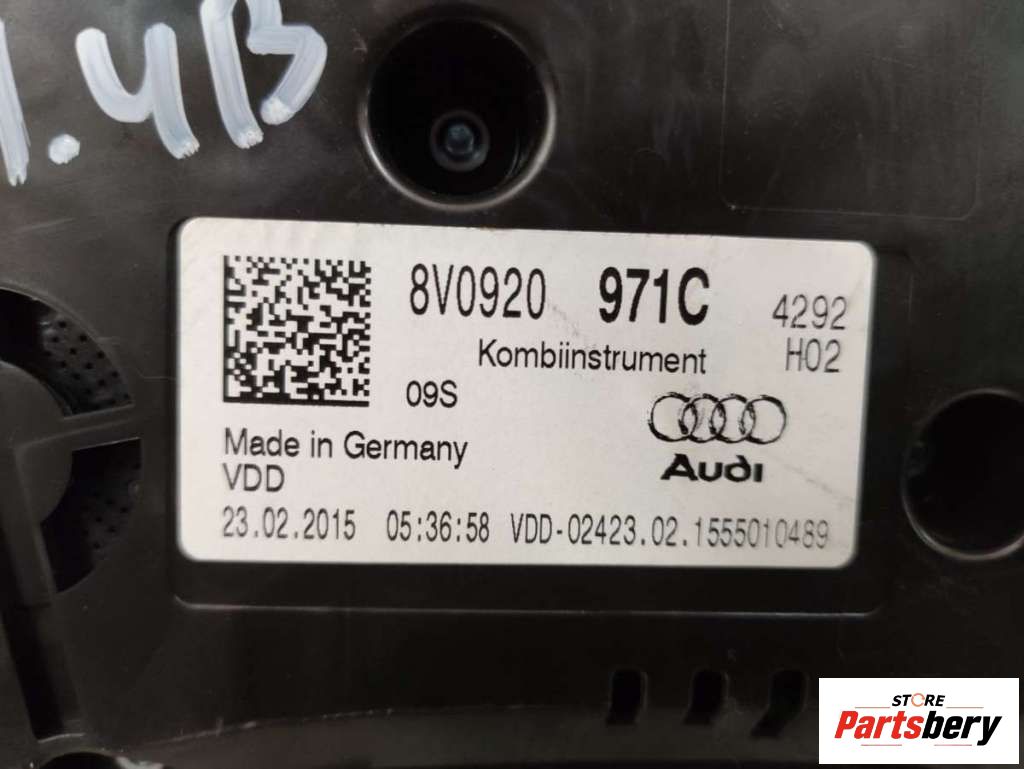 1.4B
8V0920 971C 4292
Kombiinstrument H02
09S
Audi
Made in Germany
VDD
23.02.2015 05:36:58 VDD-02423.02.1555010489
STORE
Partsbery